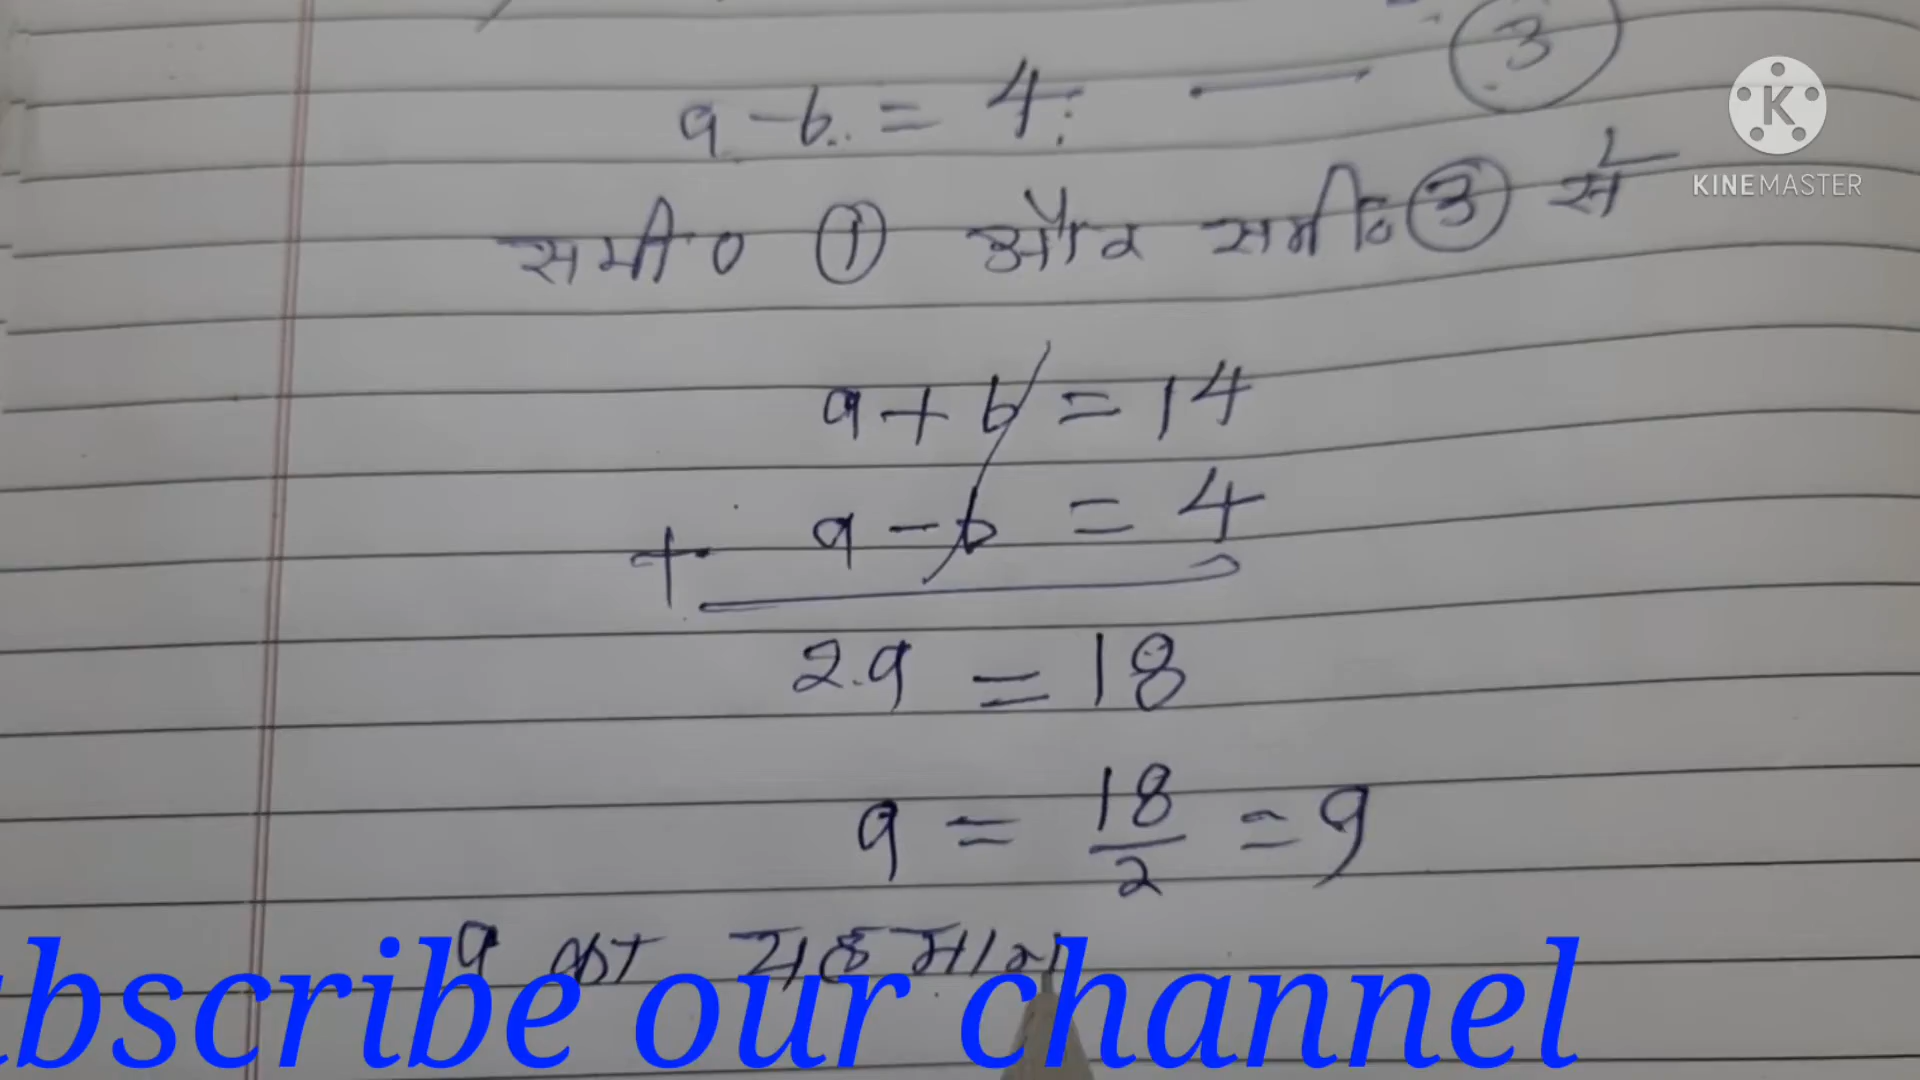 a - b = 4 — ③
KINEMASTER
समी० ① और समी० ③ से
a + b = 14
+ a - b = 4
2a = 18
a = 18/2 = 9
a का यह मान
bscribe our channel